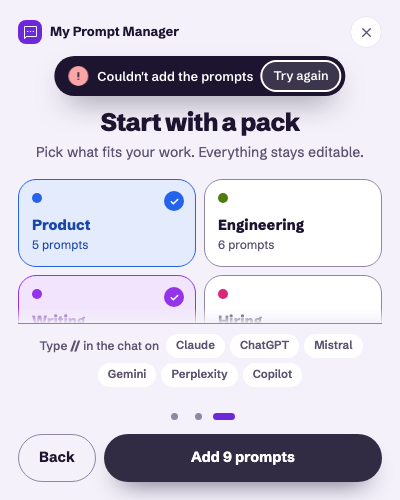 My Prompt Manager
Couldn't add the prompts Try again
Start with a pack
Pick what fits your work. Everything stays editable.
Product
5 prompts
Engineering
6 prompts
Writing
Hiring
Type // in the chat on Claude ChatGPT Mistral
Gemini Perplexity Copilot
Back
Add 9 prompts